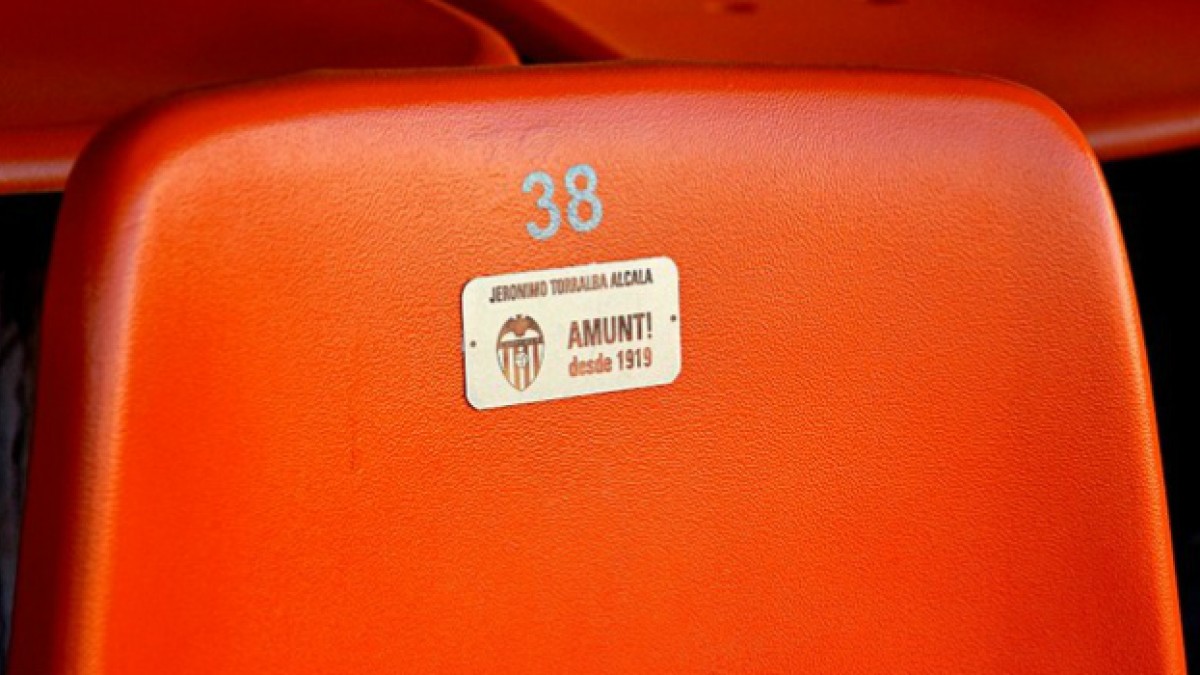 38
JERONIMO TORRALBA ALCALA
AMUNT!
desde 1919